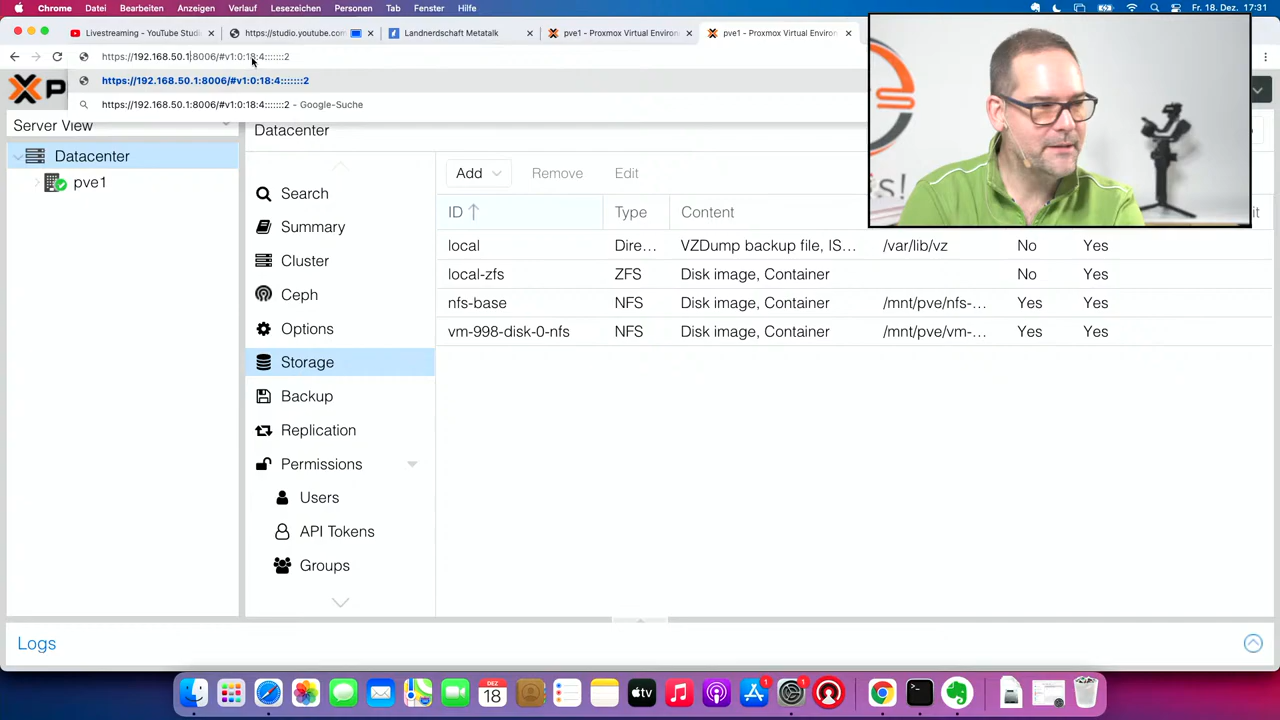 Chrome Datei Bearbeiten Anzeigen Verlauf Lesezeichen Personen Tab Fenster Hilfe Fr. 18. Dez. 17:31
Livestreaming - YouTube Studi × https://studio.youtube.com × Landnerdschaft Metatalk × pve1 - Proxmox Virtual Environ × pve1 - Proxmox Virtual Environ ×
https://192.168.50.1:8006/#v1:0:18:4:::::::2
https://192.168.50.1:8006/#v1:0:18:4:::::::2
https://192.168.50.1:8006/#v1:0:18:4:::::::2 - Google-Suche
Server View
Datacenter
pve1
Datacenter
Search
Summary
Cluster
Ceph
Options
Storage
Backup
Replication
Permissions
Users
API Tokens
Groups
Add Remove Edit
ID Type Content
local Dire... VZDump backup file, IS... /var/lib/vz No Yes
local-zfs ZFS Disk image, Container No Yes
nfs-base NFS Disk image, Container /mnt/pve/nfs-... Yes Yes
vm-998-disk-0-nfs NFS Disk image, Container /mnt/pve/vm-... Yes Yes
Logs
DEZ
18
tv
1
1